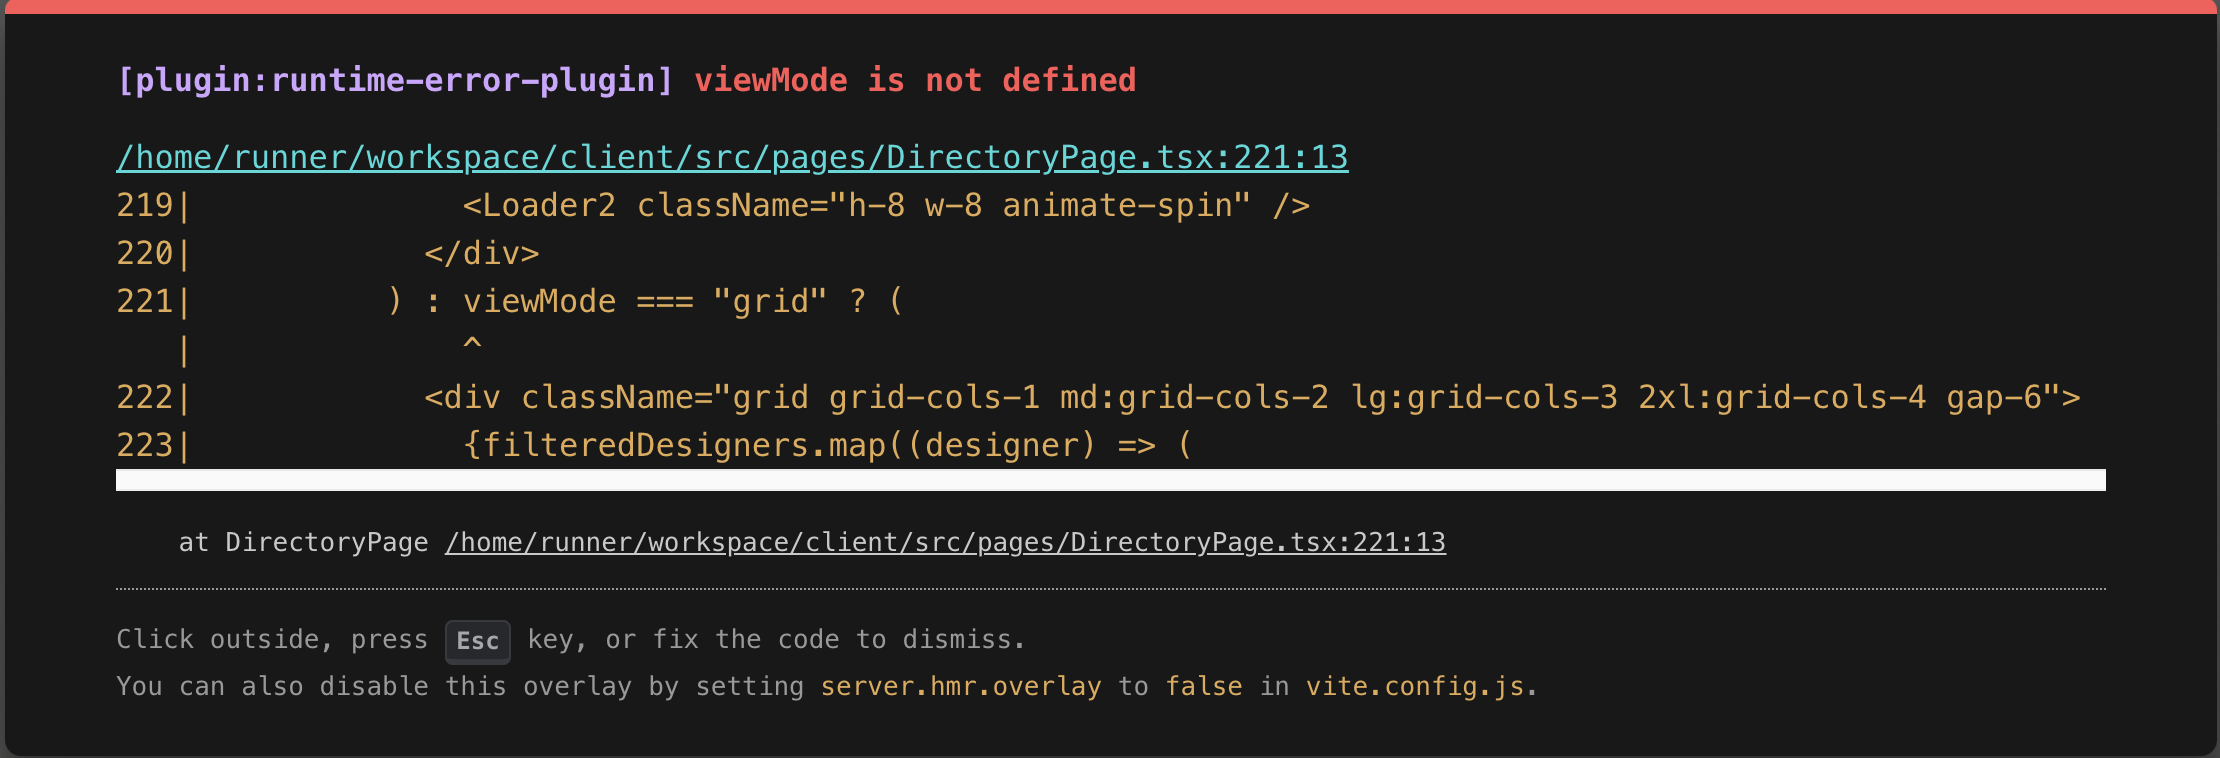 [plugin:runtime-error-plugin] viewMode is not defined
/home/runner/workspace/client/src/pages/DirectoryPage.tsx:221:13
219|              <Loader2 className="h-8 w-8 animate-spin" />
220|            </div>
221|          ) : viewMode === "grid" ? (
   |              ^
222|            <div className="grid grid-cols-1 md:grid-cols-2 lg:grid-cols-3 2xl:grid-cols-4 gap-6">
223|              {filteredDesigners.map((designer) => (
at DirectoryPage /home/runner/workspace/client/src/pages/DirectoryPage.tsx:221:13
Click outside, press Esc key, or fix the code to dismiss.
You can also disable this overlay by setting server.hmr.overlay to false in vite.config.js.